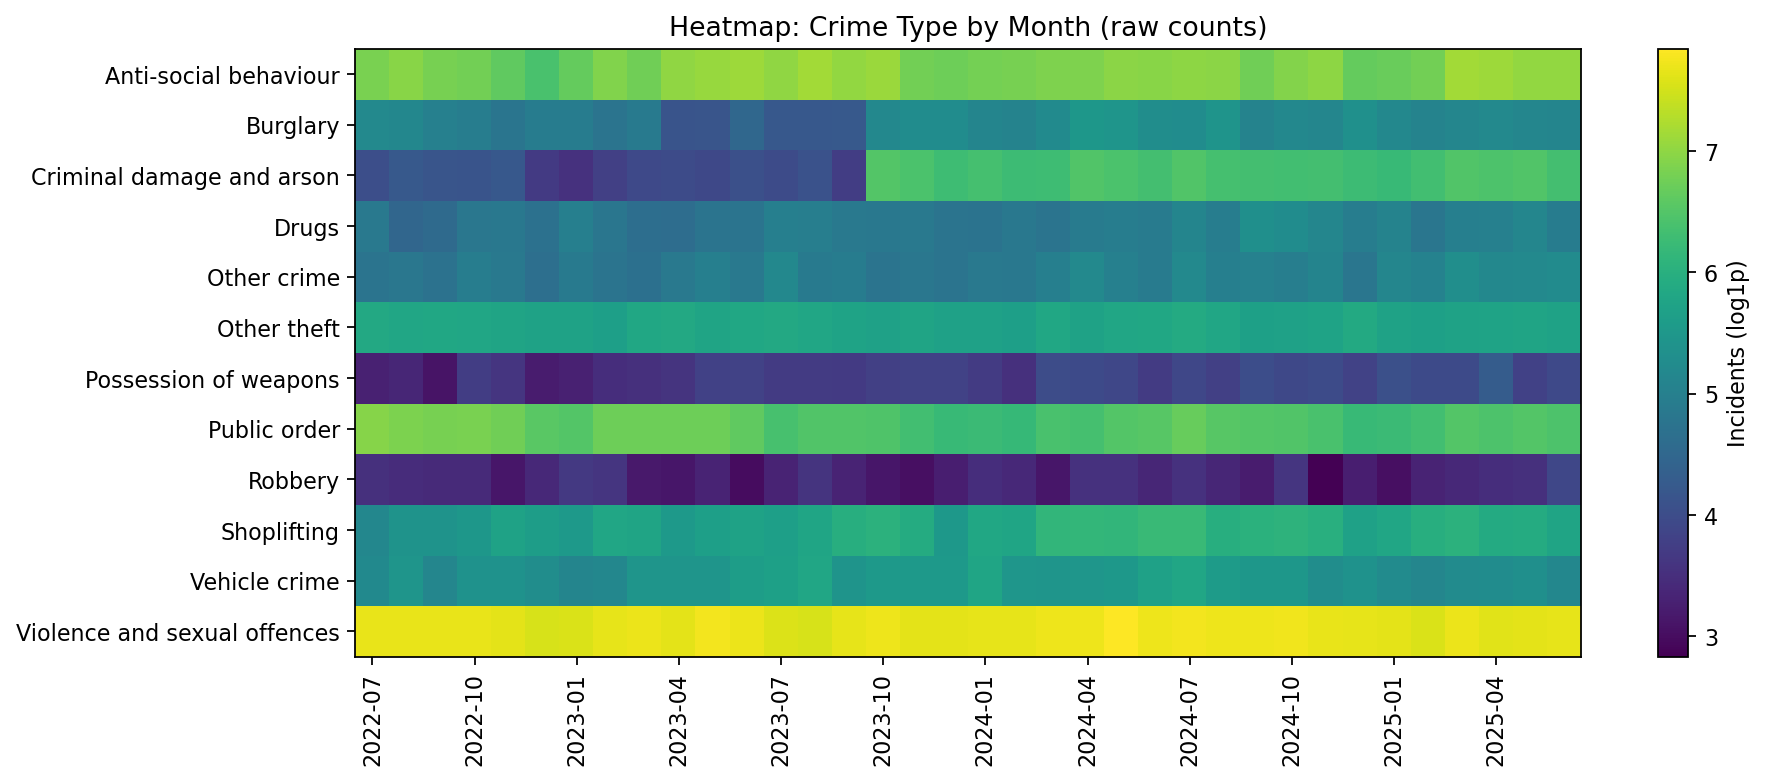 Heatmap: Crime Type by Month (raw counts)
Anti-social behaviour
Burglary
Criminal damage and arson
Drugs
Other crime
Other theft
Possession of weapons
Public order
Robbery
Shoplifting
Vehicle crime
Violence and sexual offences
2022-07
2022-10
2023-01
2023-04
2023-07
2023-10
2024-01
2024-04
2024-07
2024-10
2025-01
2025-04
7
6
5
4
3
Incidents (log1p)